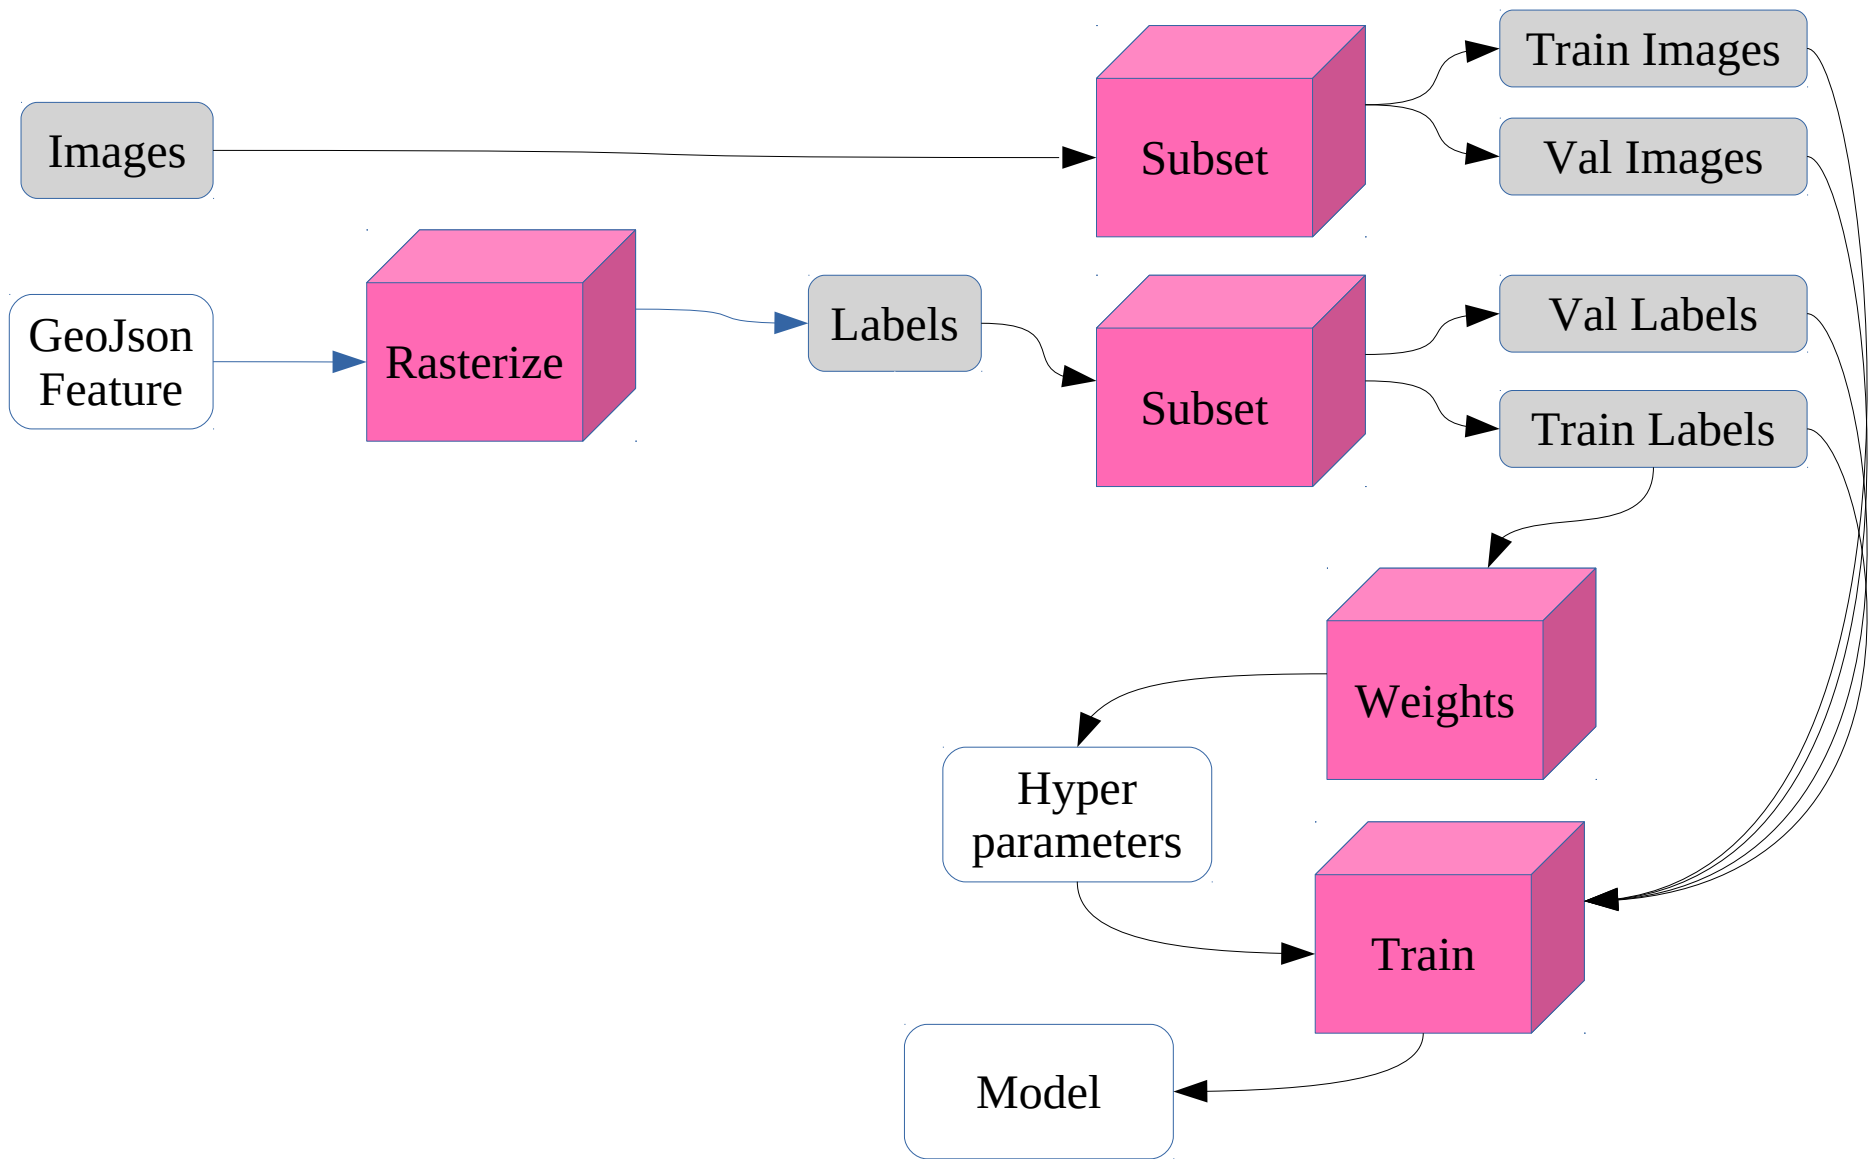 Train Images
Images
Subset
Val Images
GeoJson
Feature
Rasterize
Labels
Subset
Val Labels
Train Labels
Weights
Hyper
parameters
Train
Model